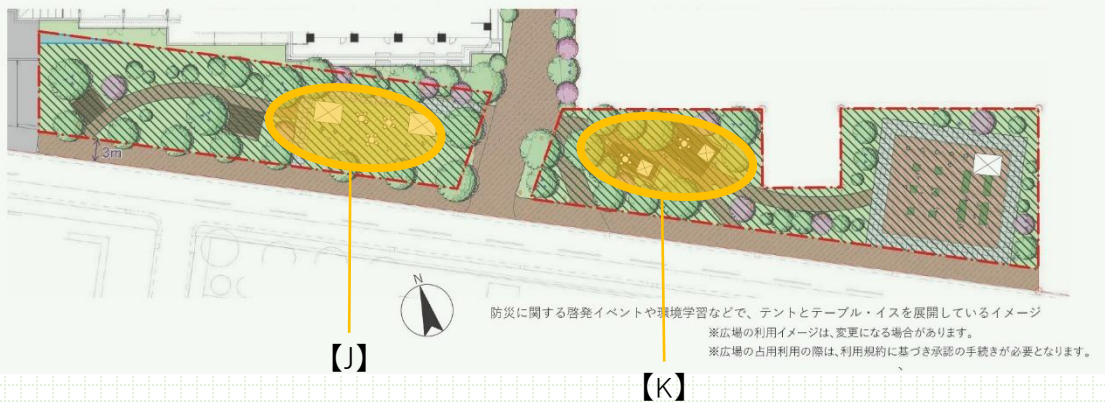 3m
N
防災に関する啓発イベントや環境学習などで、テントとテーブル・イスを展開しているイメージ
※広場の利用イメージは、変更になる場合があります。
※広場の占用利用の際は、利用規約に基づき承認の手続きが必要となります。
、
【J】
【K】